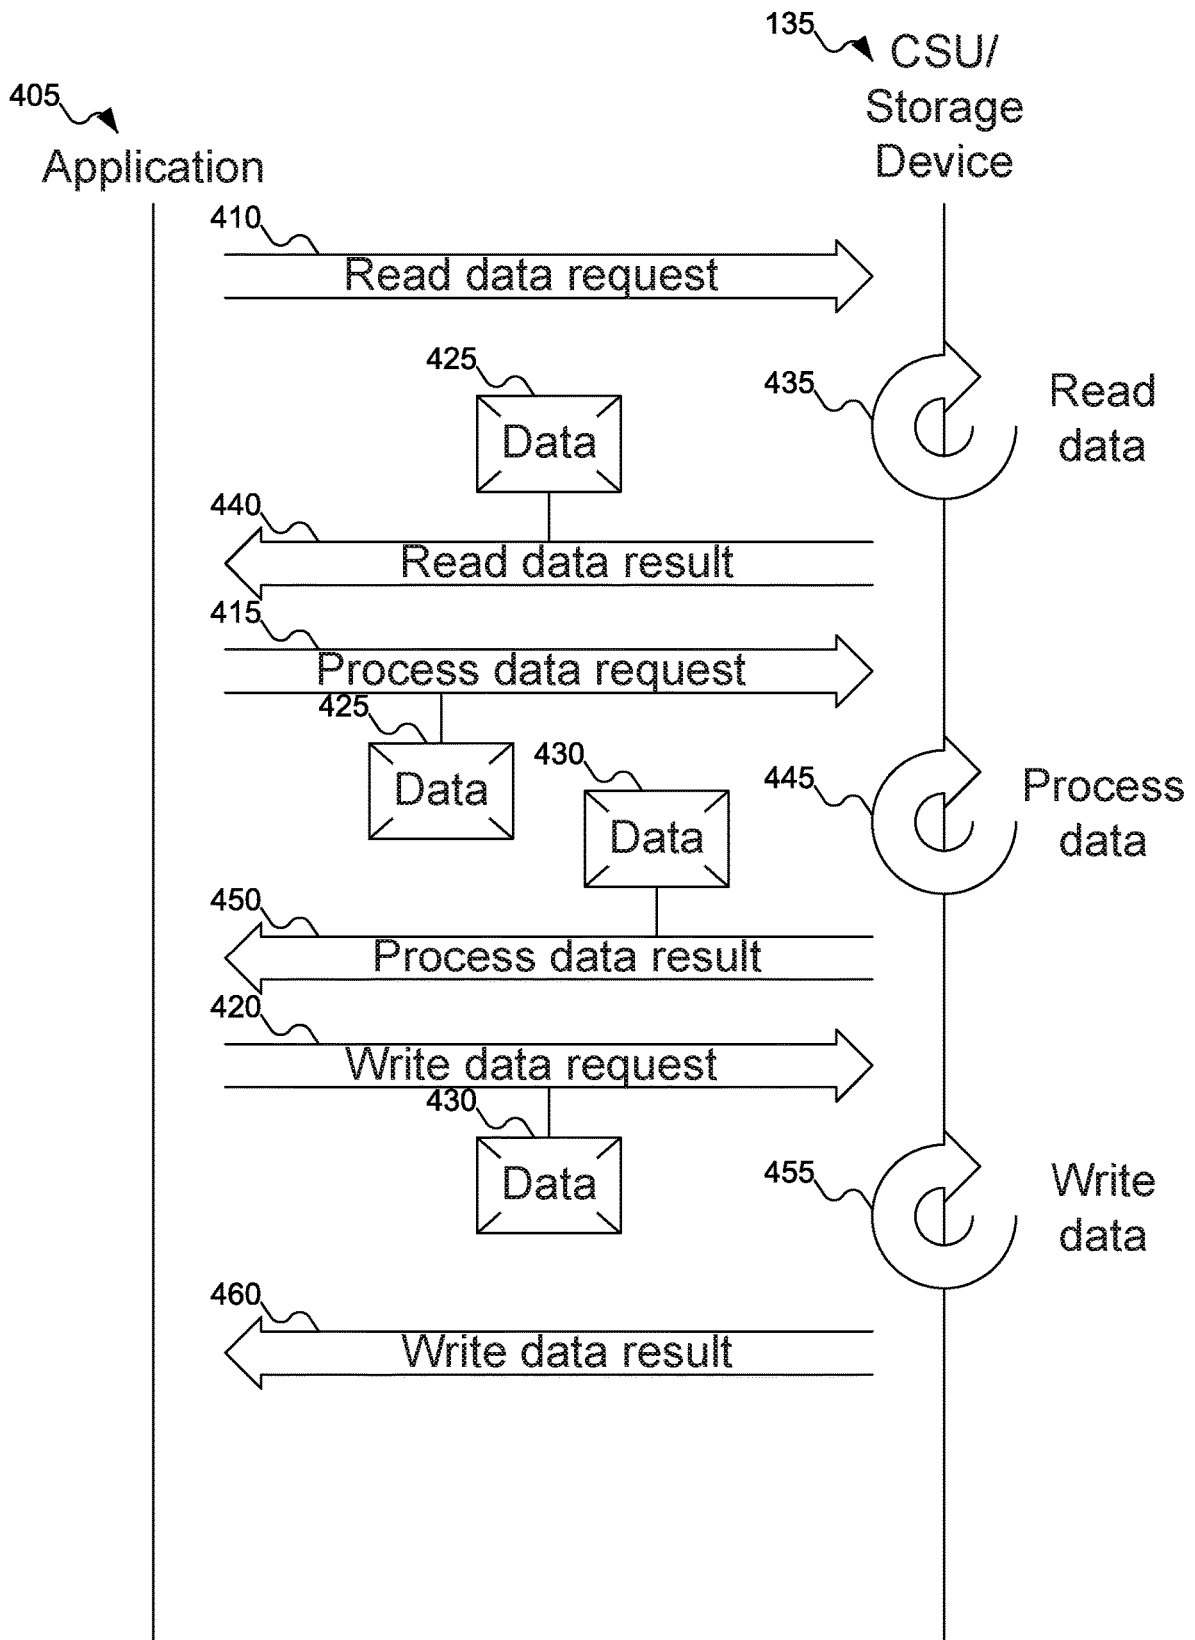 135
CSU/
Storage
Device
405
Application
410
Read data request
425
Data
435
Read
data
440
Read data result
415
Process data request
425
Data
430
Data
445
Process
data
450
Process data result
420
Write data request
430
Data
455
Write
data
460
Write data result